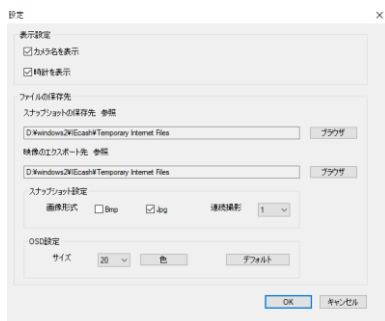 設定
表示設定
カメラ名を表示
時計を表示
ファイルの保存先
スナップショットの保存先 参照
D:¥windows2¥IEcash¥Temporary Internet Files
ブラウザ
映像のエクスポート先 参照
D:¥windows2¥IEcash¥Temporary Internet Files
ブラウザ
スナップショット設定
画像形式 Bmp Jpg 連続撮影 1
OSD設定
サイズ 20 色 デフォルト
OK キャンセル